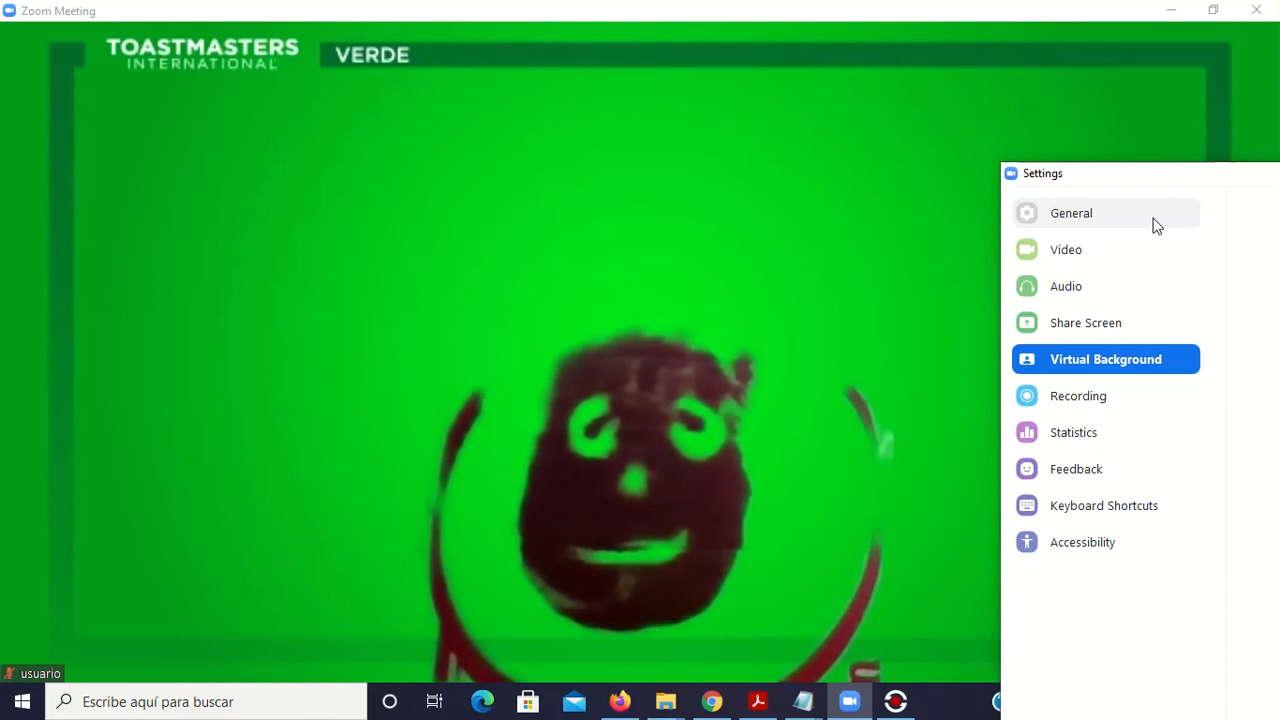 Zoom Meeting
TOASTMASTERS
INTERNATIONAL
VERDE
Settings
General
Video
Audio
Share Screen
Virtual Background
Recording
Statistics
Feedback
Keyboard Shortcuts
Accessibility
usuario
Escribe aquí para buscar